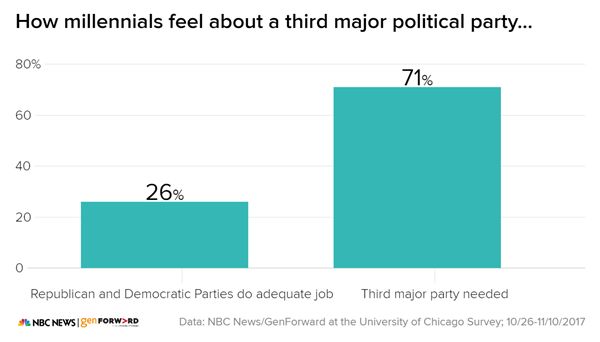 How millennials feel about a third major political party...
80%
71%
60
40
26%
20
0
Republican and Democratic Parties do adequate job
Third major party needed
NBC NEWS | genFORWARD
Data: NBC News/GenForward at the University of Chicago Survey; 10/26-11/10/2017